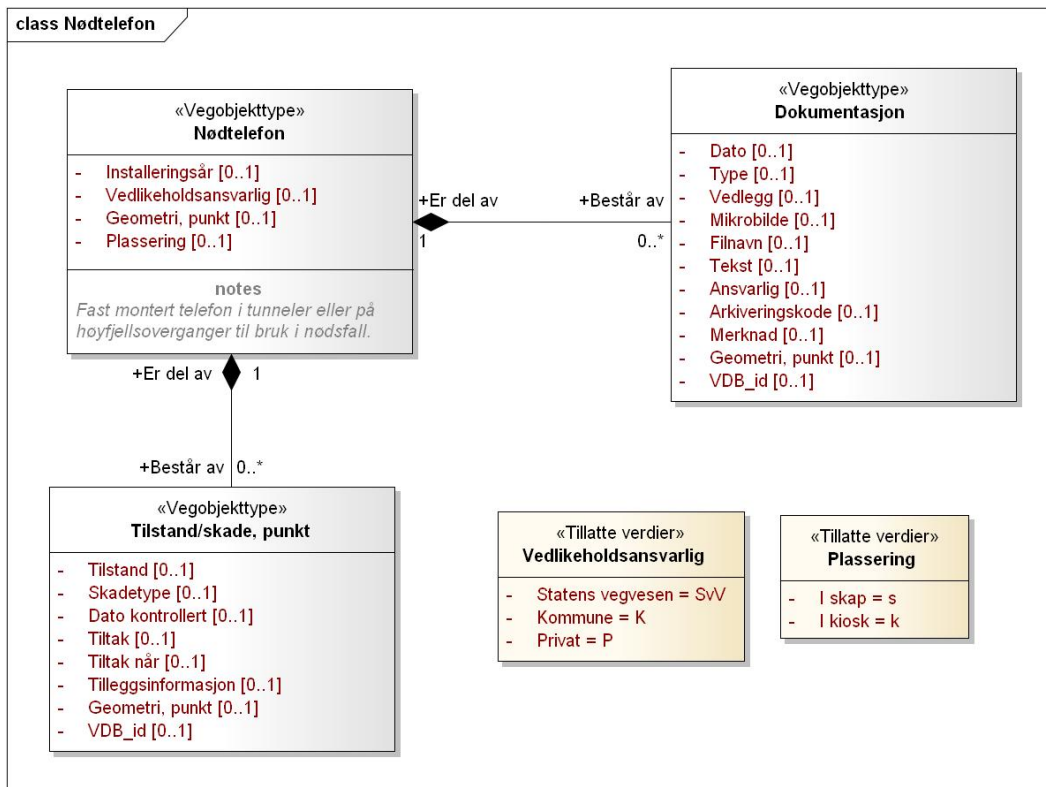 class Nødtelefon
«Vegobjekttype»
Nødtelefon
- Installeringsår [0..1]
- Vedlikeholdsansvarlig [0..1]
- Geometri, punkt [0..1]
- Plassering [0..1]
notes
Fast montert telefon i tunneler eller på
høyfjellsoverganger til bruk i nødsfall.
+Er del av
1
+Består av
0..*
«Vegobjekttype»
Dokumentasjon
- Dato [0..1]
- Type [0..1]
- Vedlegg [0..1]
- Mikrobilde [0..1]
- Filnavn [0..1]
- Tekst [0..1]
- Ansvarlig [0..1]
- Arkiveringskode [0..1]
- Merknad [0..1]
- Geometri, punkt [0..1]
- VDB_id [0..1]
+Er del av 1
+Består av 0..*
«Vegobjekttype»
Tilstand/skade, punkt
- Tilstand [0..1]
- Skadetype [0..1]
- Dato kontrollert [0..1]
- Tiltak [0..1]
- Tiltak når [0..1]
- Tilleggsinformasjon [0..1]
- Geometri, punkt [0..1]
- VDB_id [0..1]
«Tillatte verdier»
Vedlikeholdsansvarlig
- Statens vegvesen = SvV
- Kommune = K
- Privat = P
«Tillatte verdier»
Plassering
- I skap = s
- I kiosk = k